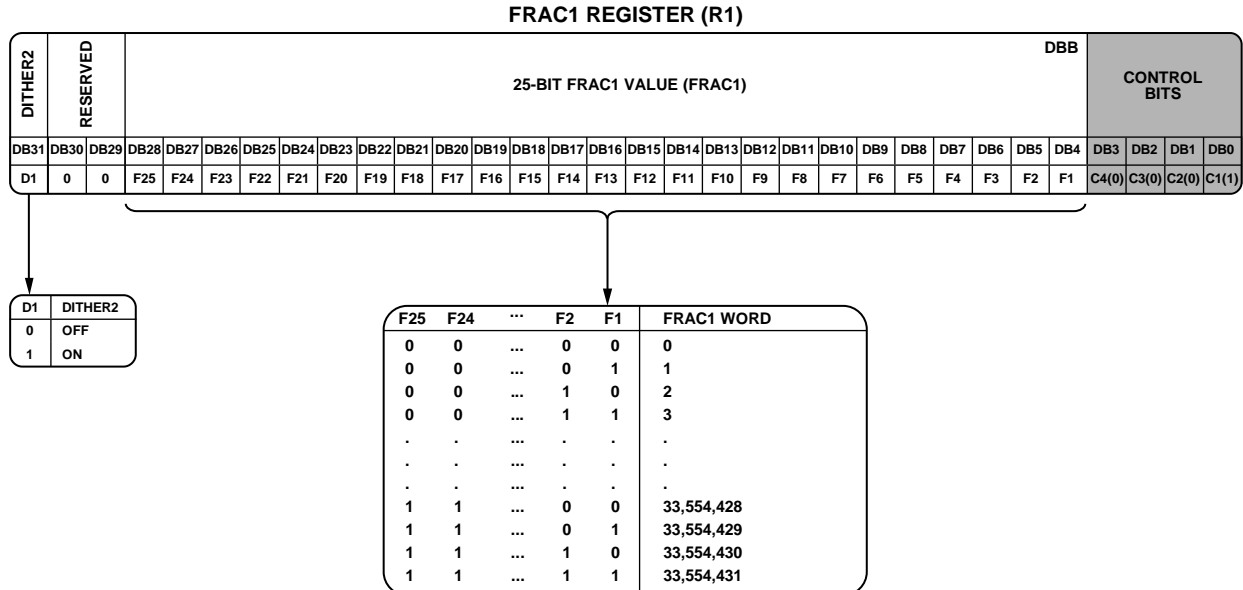 FRAC1 REGISTER (R1)
DITHER2
RESERVED
25-BIT FRAC1 VALUE (FRAC1)
DBB
CONTROL
BITS
DB31 DB30 DB29 DB28 DB27 DB26 DB25 DB24 DB23 DB22 DB21 DB20 DB19 DB18 DB17 DB16 DB15 DB14 DB13 DB12 DB11 DB10 DB9 DB8 DB7 DB6 DB5 DB4 DB3 DB2 DB1 DB0
D1 0 0 F25 F24 F23 F22 F21 F20 F19 F18 F17 F16 F15 F14 F13 F12 F11 F10 F9 F8 F7 F6 F5 F4 F3 F2 F1 C4(0) C3(0) C2(0) C1(1)
D1 DITHER2
0 OFF
1 ON
F25 F24 ... F2 F1 FRAC1 WORD
0 0 ... 0 0 0
0 0 ... 0 1 1
0 0 ... 1 0 2
0 0 ... 1 1 3
. . ... . . .
. . ... . . .
. . ... . . .
1 1 ... 0 0 33,554,428
1 1 ... 0 1 33,554,429
1 1 ... 1 0 33,554,430
1 1 ... 1 1 33,554,431